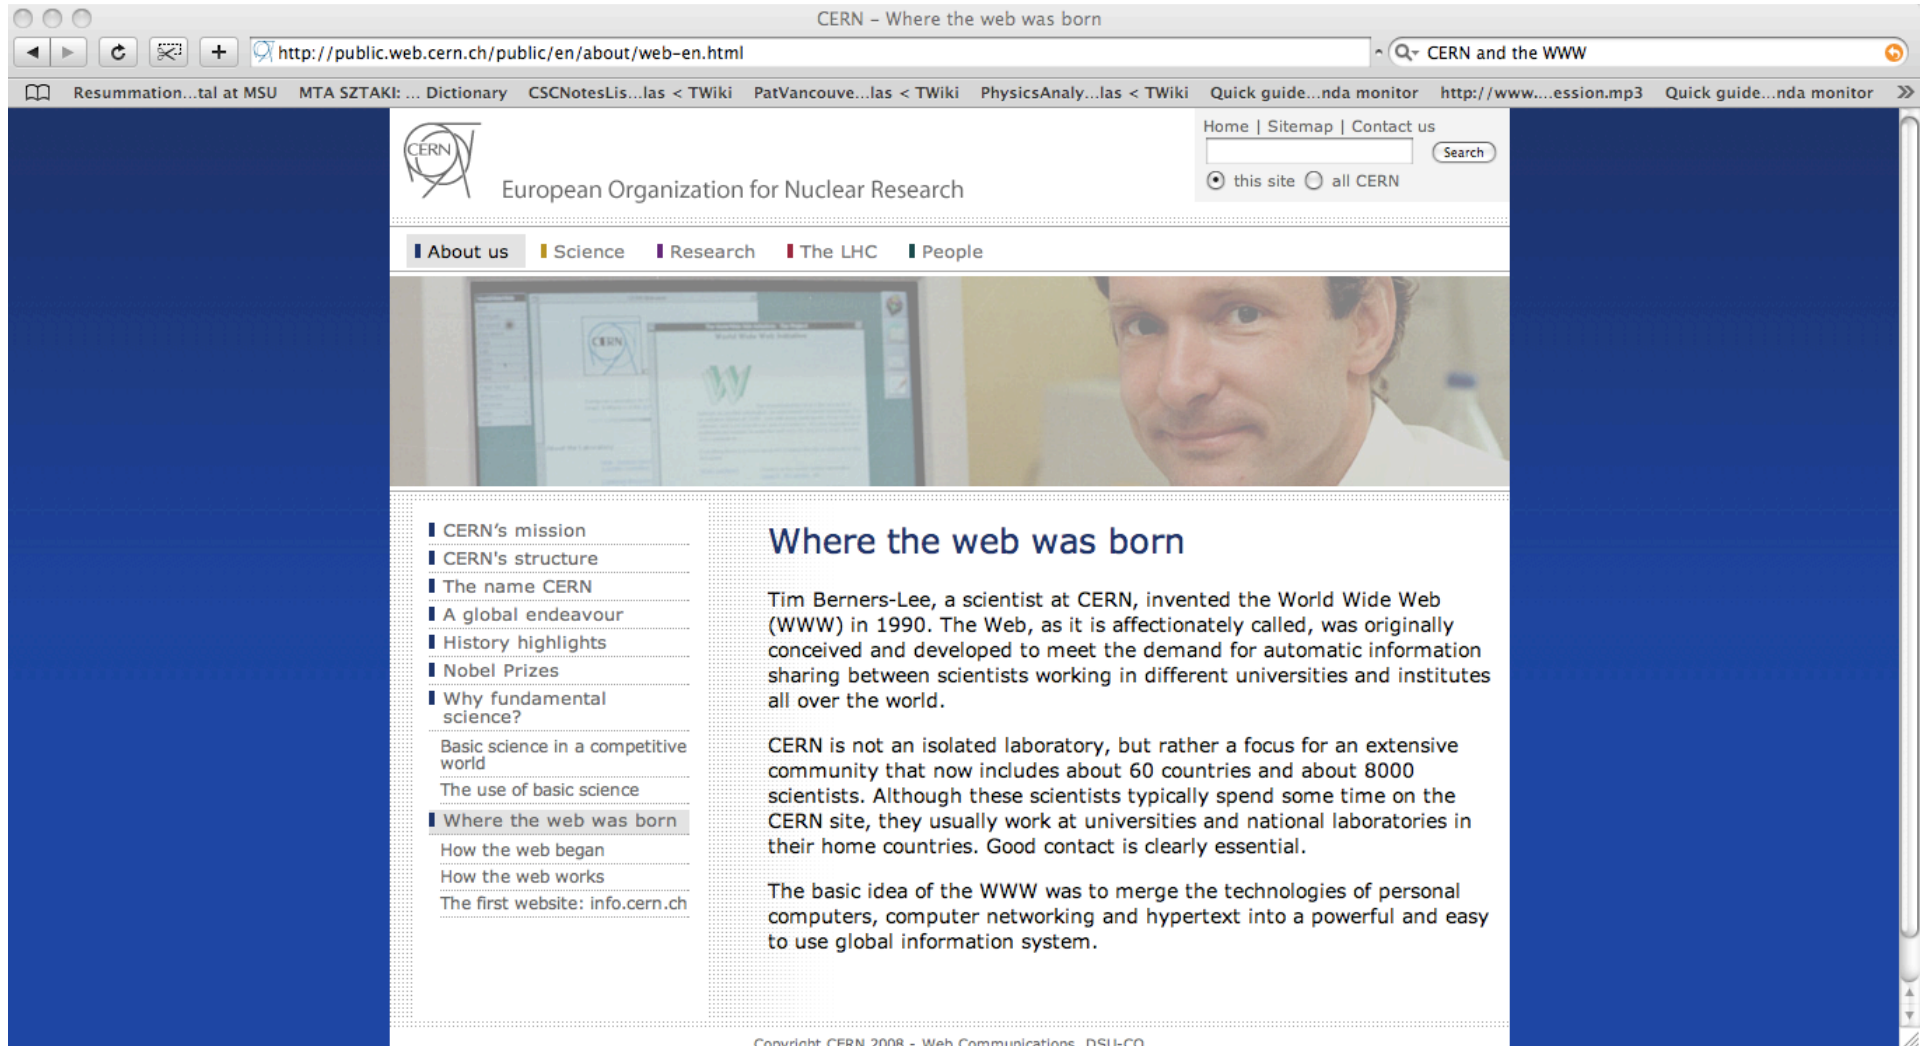 CERN – Where the web was born
http://public.web.cern.ch/public/en/about/web-en.html
CERN and the WWW
Resummation...tal at MSU MTA SZTAKI: ... Dictionary CSCNotesLis...las < TWiki PatVancouve...las < TWiki PhysicsAnaly...las < TWiki Quick guide...nda monitor http://www....ession.mp3 Quick guide...nda monitor
CERN
European Organization for Nuclear Research
Home | Sitemap | Contact us
Search
this site all CERN
About us Science Research The LHC People
CERN
World Wide Web
W
CERN's mission
CERN's structure
The name CERN
A global endeavour
History highlights
Nobel Prizes
Why fundamental
science?
Basic science in a competitive
world
The use of basic science
Where the web was born
How the web began
How the web works
The first website: info.cern.ch
Where the web was born
Tim Berners-Lee, a scientist at CERN, invented the World Wide Web
(WWW) in 1990. The Web, as it is affectionately called, was originally
conceived and developed to meet the demand for automatic information
sharing between scientists working in different universities and institutes
all over the world.
CERN is not an isolated laboratory, but rather a focus for an extensive
community that now includes about 60 countries and about 8000
scientists. Although these scientists typically spend some time on the
CERN site, they usually work at universities and national laboratories in
their home countries. Good contact is clearly essential.
The basic idea of the WWW was to merge the technologies of personal
computers, computer networking and hypertext into a powerful and easy
to use global information system.
Copyright CERN 2008 - Web Communications, DSU-CO